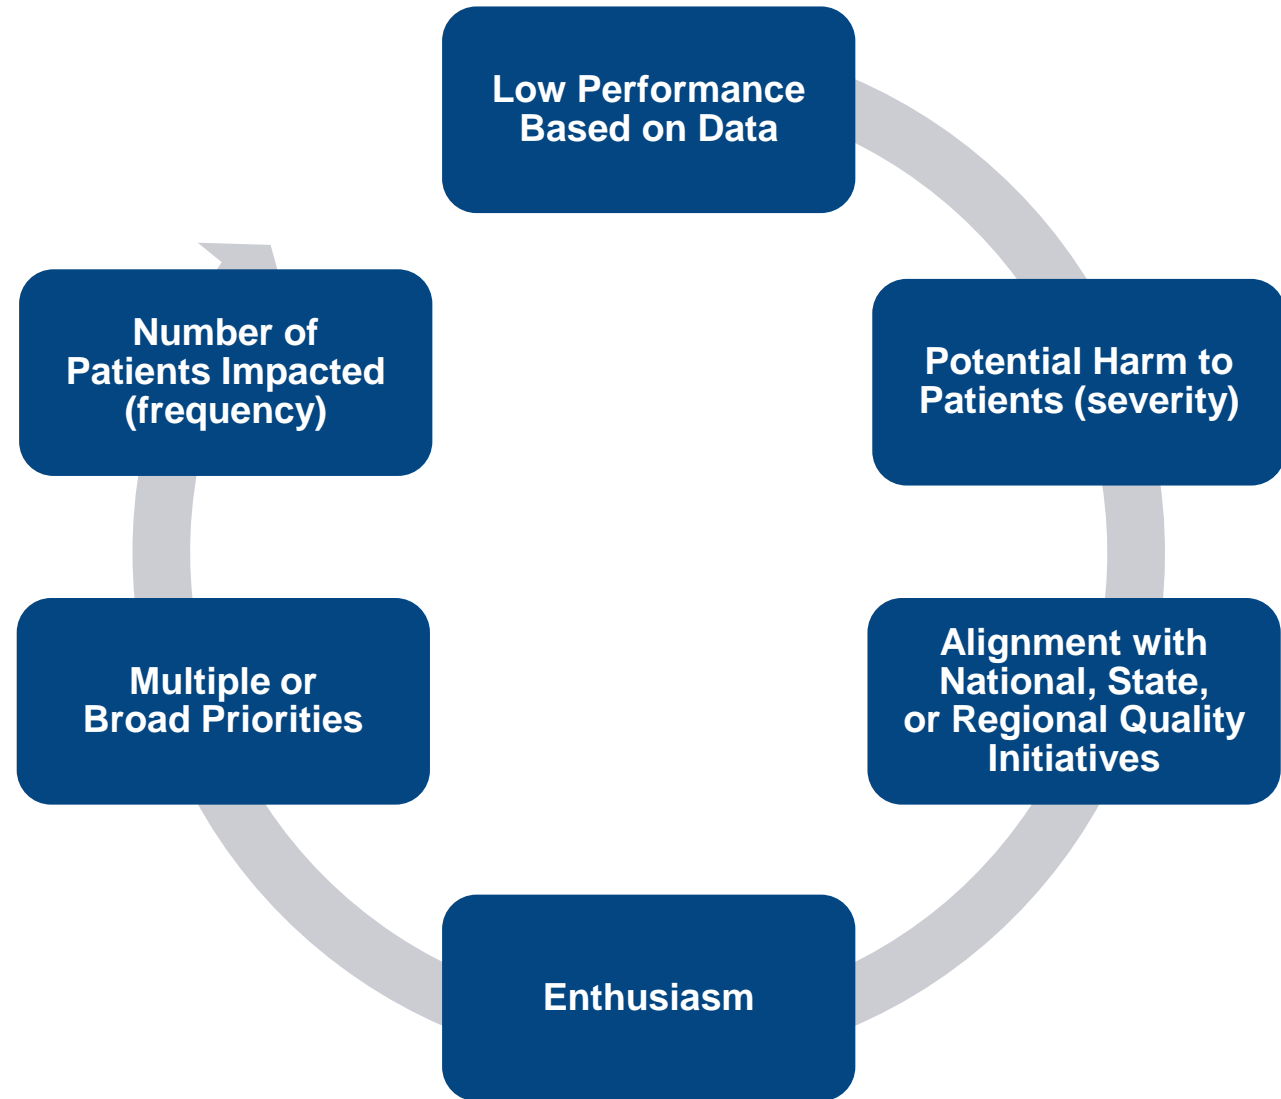 Low Performance
Based on Data
Potential Harm to
Patients (severity)
Alignment with
National, State,
or Regional Quality
Initiatives
Enthusiasm
Multiple or
Broad Priorities
Number of
Patients Impacted
(frequency)